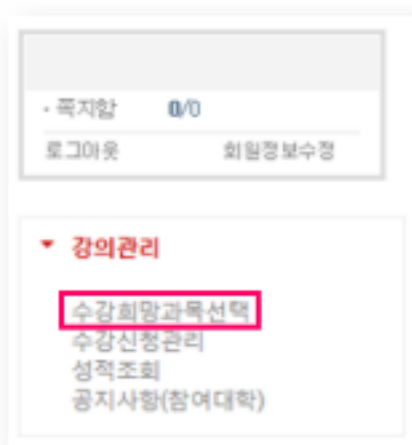 · 쪽지함 0/0
로그아웃 회원정보수정
▼ 강의관리
수강희망과목선택
수강신청관리
성적조회
공지사항(참여대학)